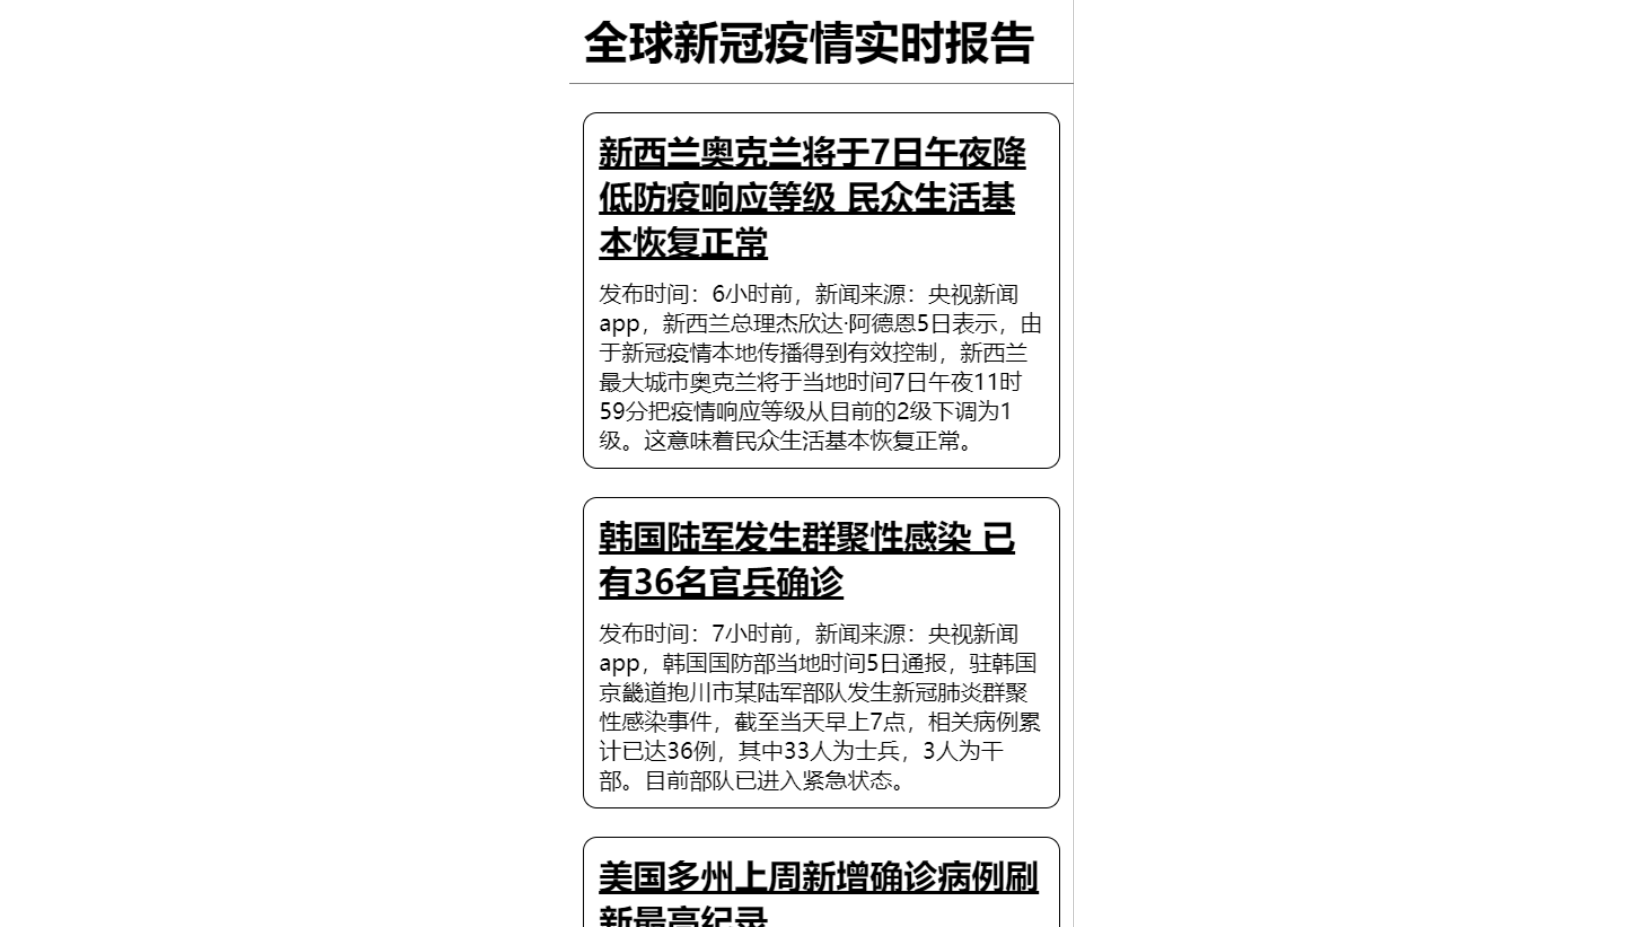 全球新冠疫情实时报告
新西兰奥克兰将于7日午夜降
低防疫响应等级 民众生活基
本恢复正常
发布时间：6小时前，新闻来源：央视新闻
app，新西兰总理杰欣达·阿德恩5日表示，由
于新冠疫情本地传播得到有效控制，新西兰
最大城市奥克兰将于当地时间7日午夜11时
59分把疫情响应等级从目前的2级下调为1
级。这意味着民众生活基本恢复正常。
韩国陆军发生群聚性感染 已
有36名官兵确诊
发布时间：7小时前，新闻来源：央视新闻
app，韩国国防部当地时间5日通报，驻韩国
京畿道抱川市某陆军部队发生新冠肺炎群聚
性感染事件，截至当天早上7点，相关病例累
计已达36例，其中33人为士兵，3人为干
部。目前部队已进入紧急状态。
美国多州上周新增确诊病例刷
新最高纪录